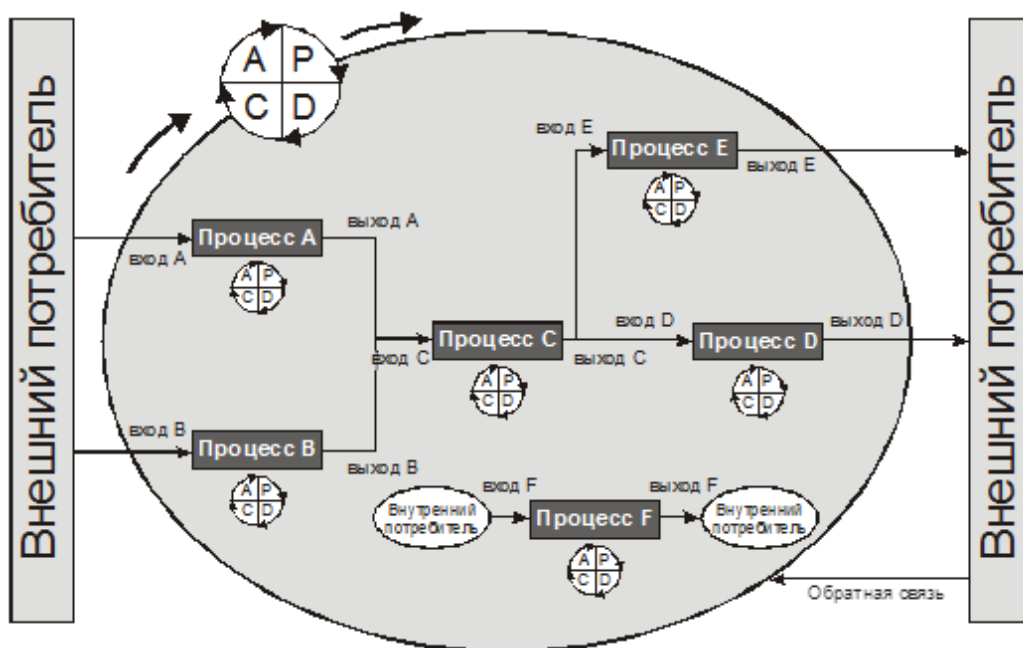 Внешний потребитель
A P
C D
вход E
Процесс E
выход E
A P
C D
выход A
Процесс A
вход A
A P
C D
вход D
выход D
Процесс C
Процесс D
вход C
выход C
A P
C D
A P
C D
вход B
Процесс B
выход B
A P
C D
вход F
выход F
Внутренний
потребитель
Процесс F
Внутренний
потребитель
A P
C D
Обратная связь
Внешний потребитель